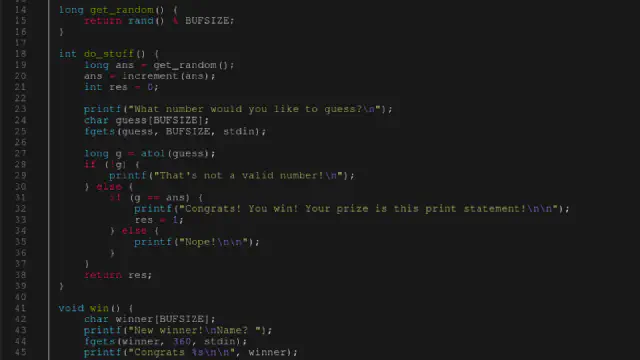 14 long get_random() {
15     return rand() % BUFSIZE;
16 }
17
18 int do_stuff() {
19     long ans = get_random();
20     ans = increment(ans);
21     int res = 0;
22
23     printf("What number would you like to guess?\n");
24     char guess[BUFSIZE];
25     fgets(guess, BUFSIZE, stdin);
26
27     long g = atol(guess);
28     if (!g) {
29         printf("That's not a valid number!\n");
30     } else {
31         if (g == ans) {
32             printf("Congrats! You win! Your prize is this print statement!\n\n");
33             res = 1;
34         } else {
35             printf("Nope!\n\n");
36         }
37     }
38     return res;
39 }
40
41 void win() {
42     char winner[BUFSIZE];
43     printf("New winner!\nName? ");
44     fgets(winner, 360, stdin);
45     printf("Congrats %s\n\n", winner);